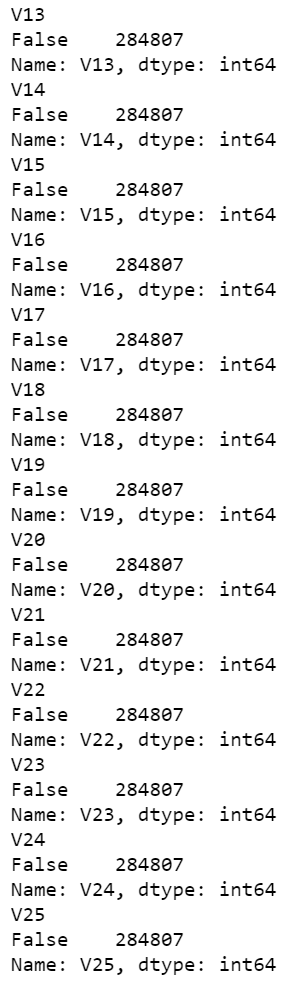 V13
False    284807
Name: V13, dtype: int64
V14
False    284807
Name: V14, dtype: int64
V15
False    284807
Name: V15, dtype: int64
V16
False    284807
Name: V16, dtype: int64
V17
False    284807
Name: V17, dtype: int64
V18
False    284807
Name: V18, dtype: int64
V19
False    284807
Name: V19, dtype: int64
V20
False    284807
Name: V20, dtype: int64
V21
False    284807
Name: V21, dtype: int64
V22
False    284807
Name: V22, dtype: int64
V23
False    284807
Name: V23, dtype: int64
V24
False    284807
Name: V24, dtype: int64
V25
False    284807
Name: V25, dtype: int64